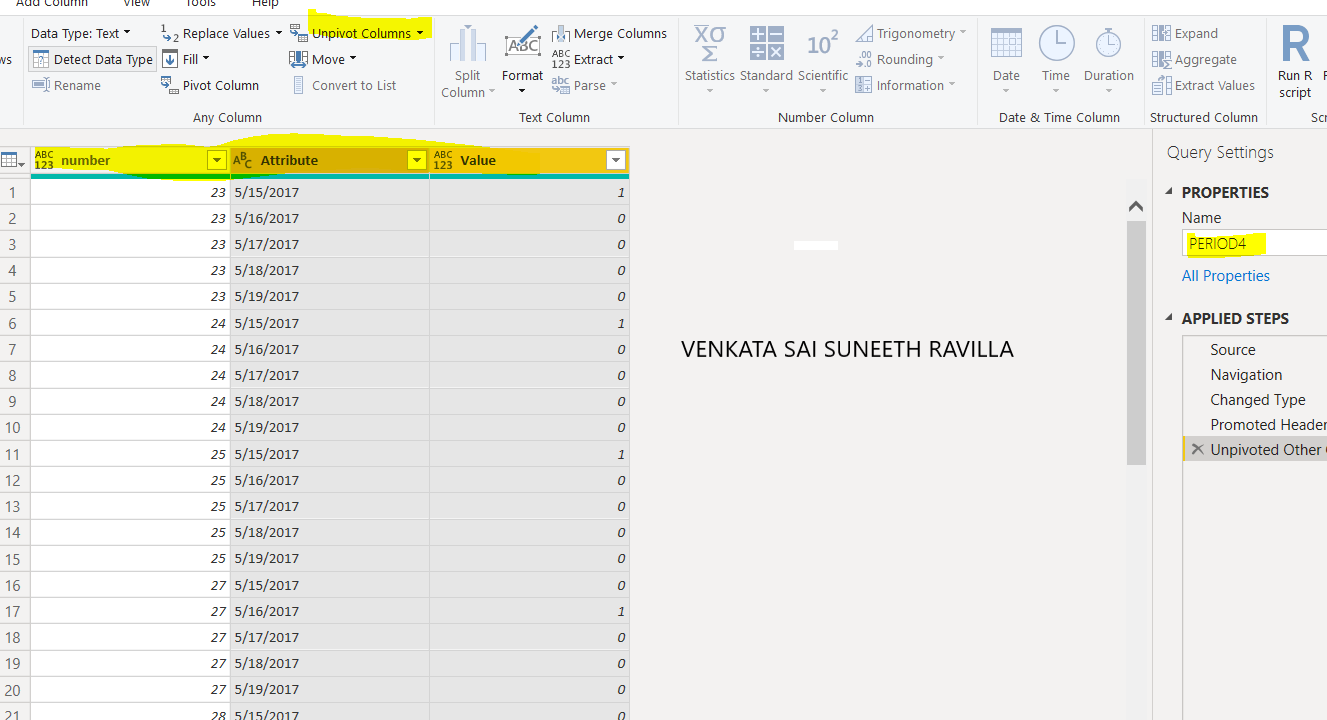 Add Column View Tools Help
Data Type: Text Replace Values Unpivot Columns Merge Columns Trigonometry Expand
Detect Data Type Fill Move Extract Rounding Aggregate
Rename Pivot Column Convert to List Parse Information Extract Values
Split Column Format Statistics Standard Scientific Date Time Duration Run R script
Any Column Text Column Number Column Date & Time Column Structured Column
number Attribute Value
1 23 5/15/2017 1
2 23 5/16/2017 0
3 23 5/17/2017 0
4 23 5/18/2017 0
5 23 5/19/2017 0
6 24 5/15/2017 1
7 24 5/16/2017 0
8 24 5/17/2017 0
9 24 5/18/2017 0
10 24 5/19/2017 0
11 25 5/15/2017 1
12 25 5/16/2017 0
13 25 5/17/2017 0
14 25 5/18/2017 0
15 25 5/19/2017 0
16 27 5/15/2017 0
17 27 5/16/2017 1
18 27 5/17/2017 0
19 27 5/18/2017 0
20 27 5/19/2017 0
21 28 5/15/2017 0
VENKATA SAI SUNEETH RAVILLA
Query Settings
PROPERTIES
Name
PERIOD4
All Properties
APPLIED STEPS
Source
Navigation
Changed Type
Promoted Header
Unpivoted Other